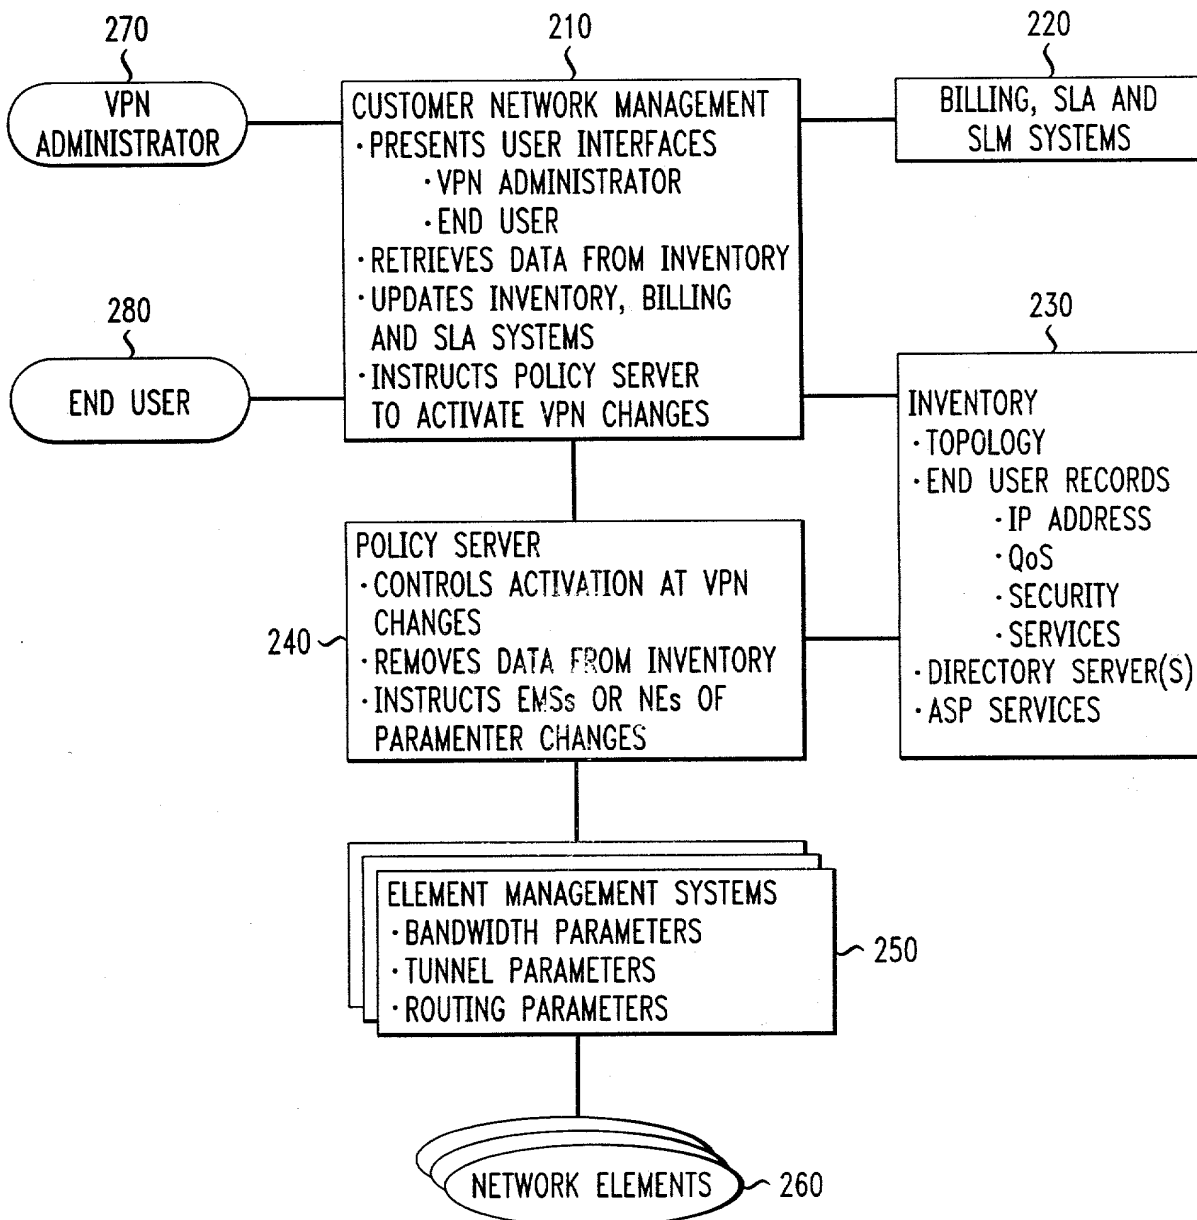 270
210
220
VPN
ADMINISTRATOR
CUSTOMER NETWORK MANAGEMENT
·PRESENTS USER INTERFACES
·VPN ADMINISTRATOR
·END USER
·RETRIEVES DATA FROM INVENTORY
·UPDATES INVENTORY, BILLING
AND SLA SYSTEMS
·INSTRUCTS POLICY SERVER
TO ACTIVATE VPN CHANGES
BILLING, SLA AND
SLM SYSTEMS
280
END USER
230
INVENTORY
·TOPOLOGY
·END USER RECORDS
·IP ADDRESS
·QoS
·SECURITY
·SERVICES
·DIRECTORY SERVER(S)
·ASP SERVICES
240
POLICY SERVER
·CONTROLS ACTIVATION AT VPN
CHANGES
·REMOVES DATA FROM INVENTORY
·INSTRUCTS EMSs OR NEs OF
PARAMENTER CHANGES
ELEMENT MANAGEMENT SYSTEMS
·BANDWIDTH PARAMETERS
·TUNNEL PARAMETERS
·ROUTING PARAMETERS
250
NETWORK ELEMENTS
260